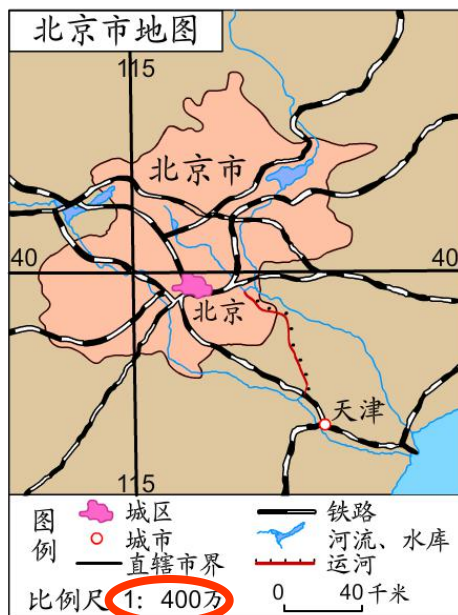 北京市地图
115
北京市
40 40
北京
天津
115
图例
城区
城市
直辖市界
铁路
河流、水库
运河
比例尺 1: 400万
0 40千米